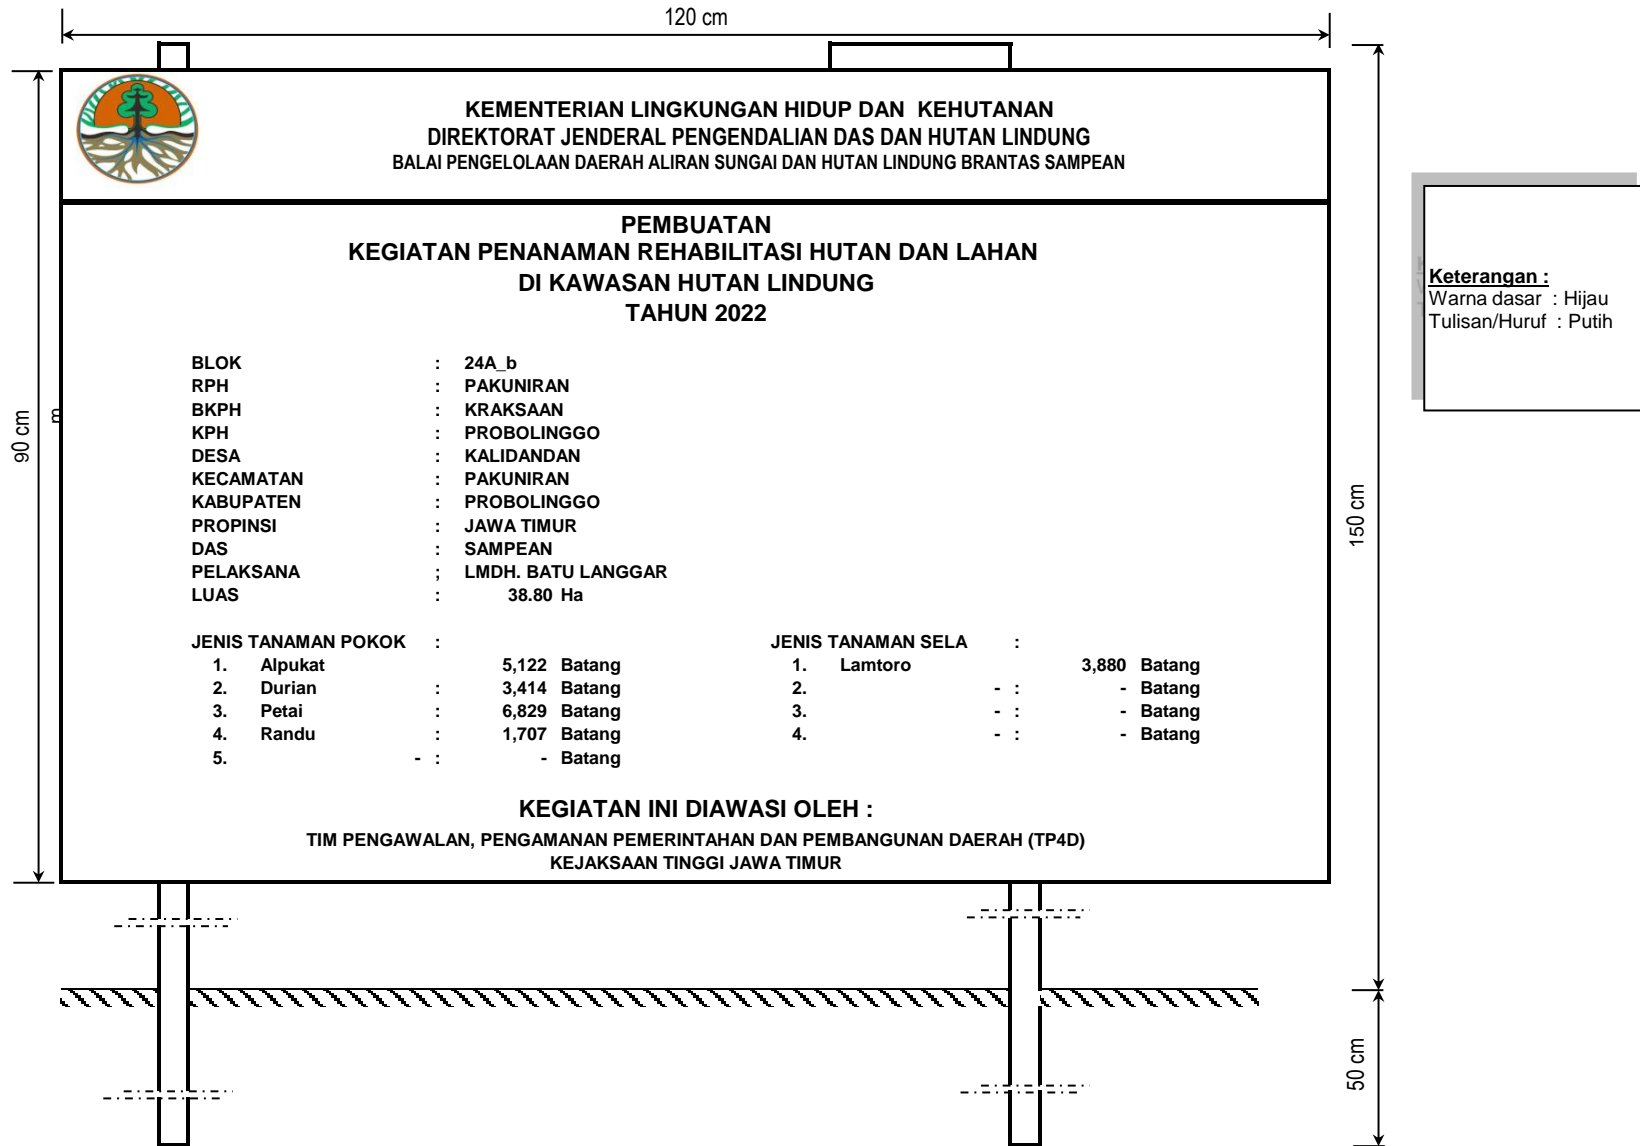 120 cm
KEMENTERIAN LINGKUNGAN HIDUP DAN KEHUTANAN
DIREKTORAT JENDERAL PENGENDALIAN DAS DAN HUTAN LINDUNG
BALAI PENGELOLAAN DAERAH ALIRAN SUNGAI DAN HUTAN LINDUNG BRANTAS SAMPEAN
PEMBUATAN
KEGIATAN PENANAMAN REHABILITASI HUTAN DAN LAHAN
DI KAWASAN HUTAN LINDUNG
TAHUN 2022
BLOK : 24A_b
RPH : PAKUNIRAN
BKPH : KRAKSAAN
KPH : PROBOLINGGO
DESA : KALIDANDAN
KECAMATAN : PAKUNIRAN
KABUPATEN : PROBOLINGGO
PROPINSI : JAWA TIMUR
DAS : SAMPEAN
PELAKSANA ; LMDH. BATU LANGGAR
LUAS : 38.80 Ha
JENIS TANAMAN POKOK :
1. Alpukat 5,122 Batang
2. Durian : 3,414 Batang
3. Petai : 6,829 Batang
4. Randu : 1,707 Batang
5. - : - Batang
JENIS TANAMAN SELA :
1. Lamtoro 3,880 Batang
2. - : - Batang
3. - : - Batang
4. - : - Batang
KEGIATAN INI DIAWASI OLEH :
TIM PENGAWALAN, PENGAMANAN PEMERINTAHAN DAN PEMBANGUNAN DAERAH (TP4D)
KEJAKSAAN TINGGI JAWA TIMUR
90 cm
m
150 cm
50 cm
Keterangan :
Warna dasar : Hijau
Tulisan/Huruf : Putih